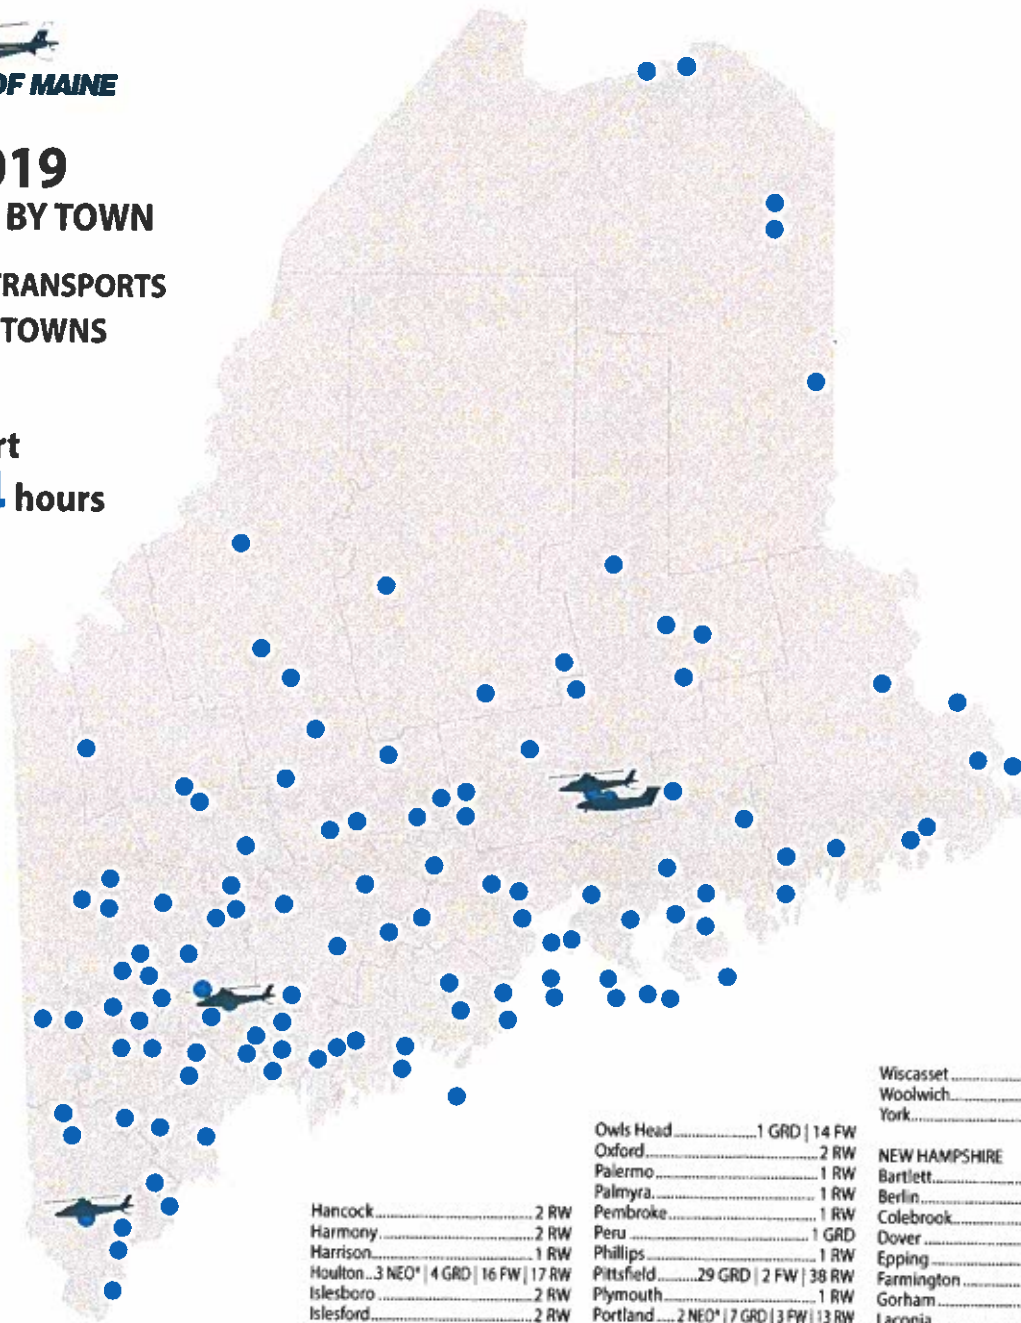 OF MAINE
019
BY TOWN
TRANSPORTS
TOWNS
rt
hours
Hancock 2 RW
Harmony 2 RW
Harrison 1 RW
Houlton..3 NEO* | 4 GRD | 16 FW | 17 RW
Islesboro 2 RW
Islesford 2 RW
Owls Head 1 GRD | 14 FW
Oxford 2 RW
Palermo 1 RW
Palmyra 1 RW
Pembroke 1 RW
Peru 1 GRD
Phillips 1 RW
Pittsfield 29 GRD | 2 FW | 38 RW
Plymouth 1 RW
Portland 2 NEO* | 7 GRD | 3 FW | 13 RW
Wiscasset
Woolwich
York
NEW HAMPSHIRE
Bartlett
Berlin
Colebrook
Dover
Epping
Farmington
Gorham
Laconia